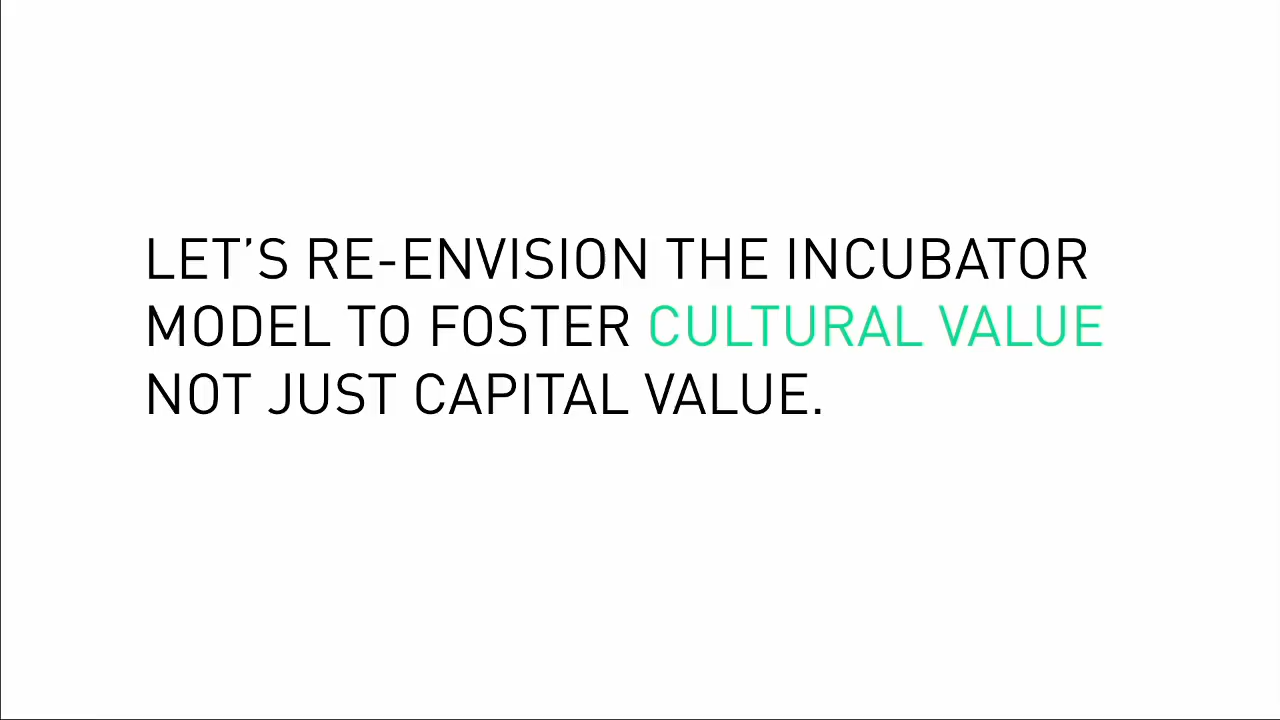 LET’S RE-ENVISION THE INCUBATOR
MODEL TO FOSTER CULTURAL VALUE
NOT JUST CAPITAL VALUE.